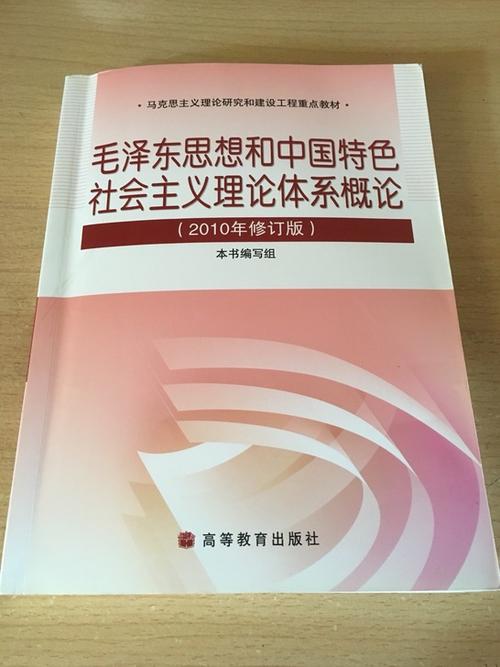 ·马克思主义理论研究和建设工程重点教材·
毛泽东思想和中国特色
社会主义理论体系概论
(2010年修订版)
本书编写组
高等教育出版社